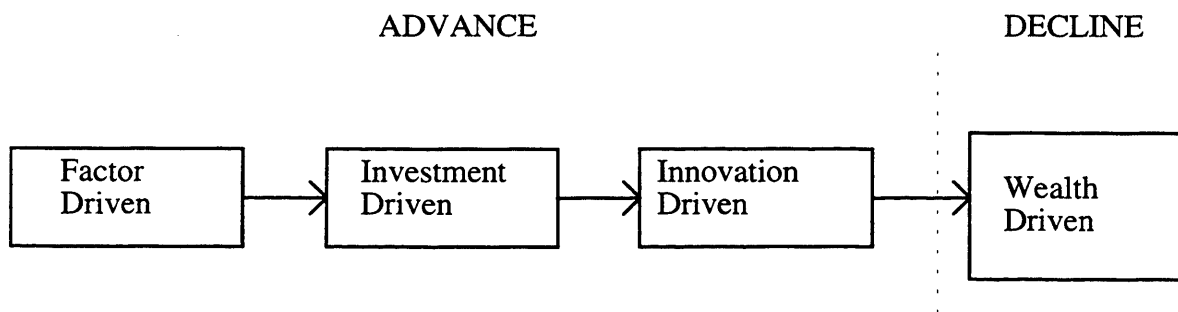 ADVANCE
DECLINE
Factor
Driven
Investment
Driven
Innovation
Driven
Wealth
Driven